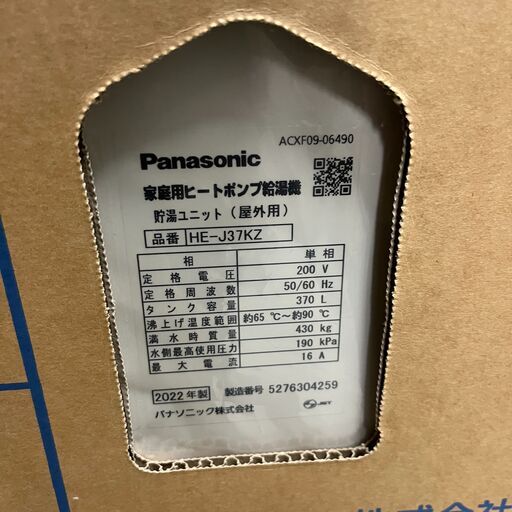 ACXF09-06490
Panasonic
家庭用ヒートポンプ給湯機
貯湯ユニット（屋外用）
品番 HE-J37KZ
相 単相
定格電圧 200 V
定格周波数 50/60 Hz
タンク容量 370 L
沸上げ温度範囲 約65 ℃～約90 ℃
満水時質量 430 kg
水側最高使用圧力 190 kPa
最大電流 16 A
2022年製 製造番号 5276304259
パナソニック株式会社 JET
株式会社